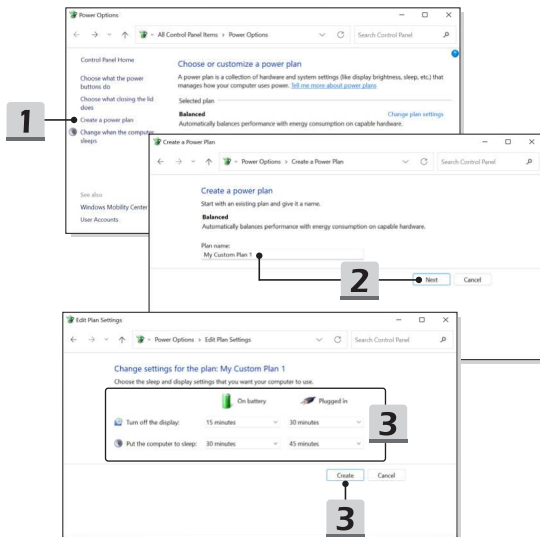 Power Options
All Control Panel Items > Power Options
Search Control Panel
Control Panel Home
Choose what the power
buttons do
Choose what closing the lid
does
Create a power plan
Change when the computer
sleeps
See also
Windows Mobility Center
User Accounts
Choose or customize a power plan
A power plan is a collection of hardware and system settings (like display brightness, sleep, etc.) that
manages how your computer uses power. Tell me more about power plans
Selected plan
Balanced
Change plan settings
Automatically balances performance with energy consumption on capable hardware.
1
Create a Power Plan
Power Options > Create a Power Plan
Search Control Panel
Create a power plan
Start with an existing plan and give it a name.
Balanced
Automatically balances performance with energy consumption on capable hardware.
Plan name:
My Custom Plan 1
2
Next
Cancel
Edit Plan Settings
Power Options > Edit Plan Settings
Search Control Panel
Change settings for the plan: My Custom Plan 1
Choose the sleep and display settings that you want your computer to use.
On battery
Plugged in
Turn off the display: 15 minutes 30 minutes
Put the computer to sleep: 30 minutes 45 minutes
3
Create
Cancel
3